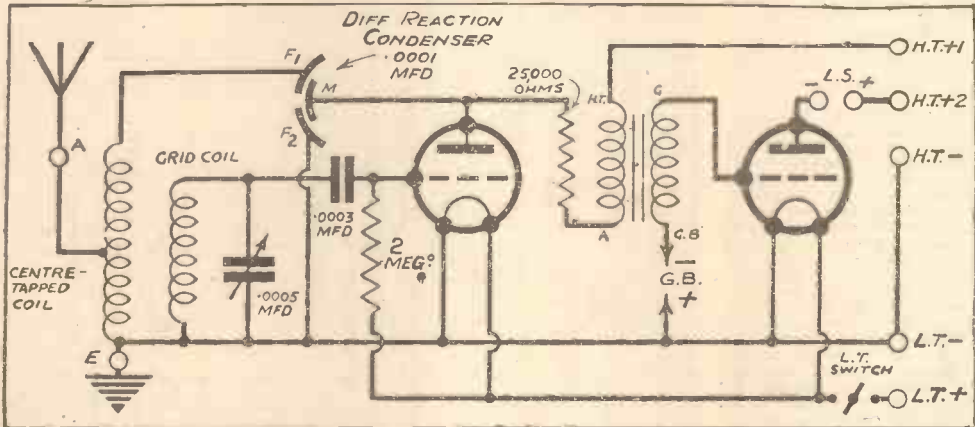 DIFF REACTION
CONDENSER
.0001
MFD
F1
M
F2
25,000
OHMS
H.T.
G
H.T.+1
- L.S. +
H.T.+2
H.T.-
A
GRID COIL
.0003
MFD
2
MEG°
.0005
MFD
CENTRE-
TAPPED
COIL
A
G.B
-
G.B.
+
E
L.T.-
L.T.
SWITCH
L.T.+